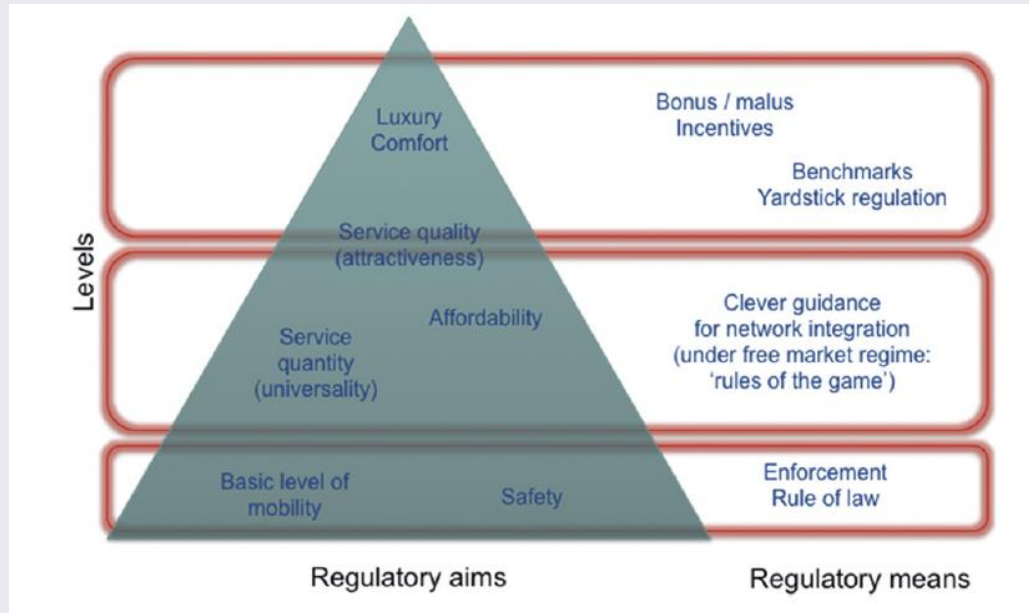 Luxury
Comfort
Bonus / malus
Incentives
Benchmarks
Yardstick regulation
Levels
Service quality
(attractiveness)
Affordability
Service
quantity
(universality)
Clever guidance
for network integration
(under free market regime:
‘rules of the game’)
Basic level of
mobility
Safety
Enforcement
Rule of law
Regulatory aims
Regulatory means